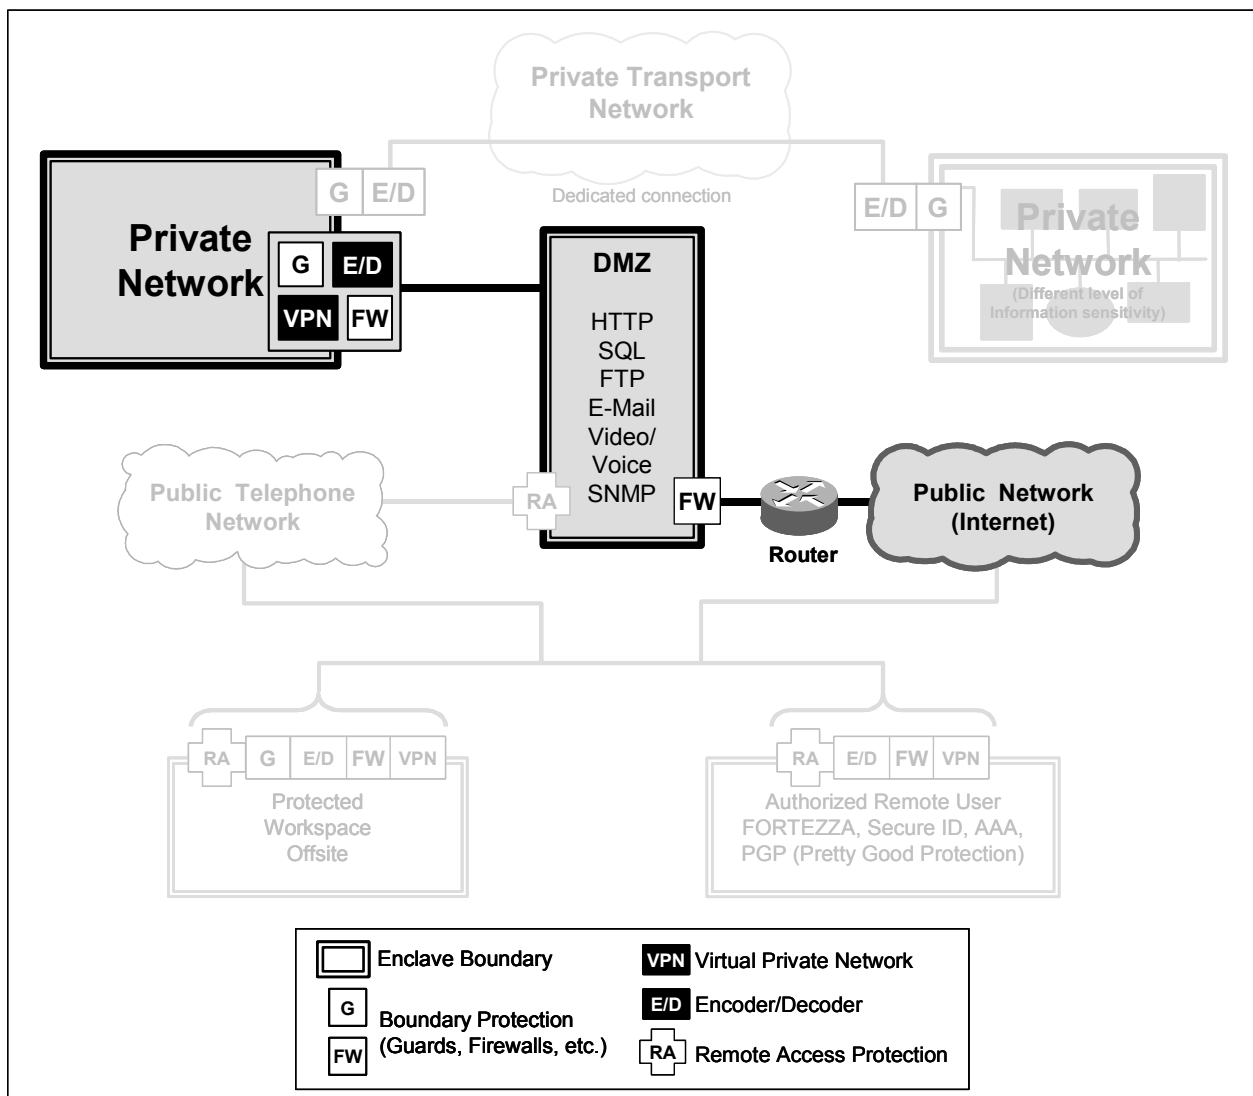 Private Transport
Network
Dedicated connection
G E/D
E/D G
Private
Network
G E/D
VPN FW
Private
Network
(Different level of
Information sensitivity)
DMZ
HTTP
SQL
FTP
E-Mail
Video/
Voice
SNMP
RA
FW
Router
Public Telephone
Network
Public Network
(Internet)
RA G E/D FW VPN
Protected
Workspace
Offsite
RA E/D FW VPN
Authorized Remote User
FORTEZZA, Secure ID, AAA,
PGP (Pretty Good Protection)
Enclave Boundary
G
FW
Boundary Protection
(Guards, Firewalls, etc.)
VPN Virtual Private Network
E/D Encoder/Decoder
RA Remote Access Protection